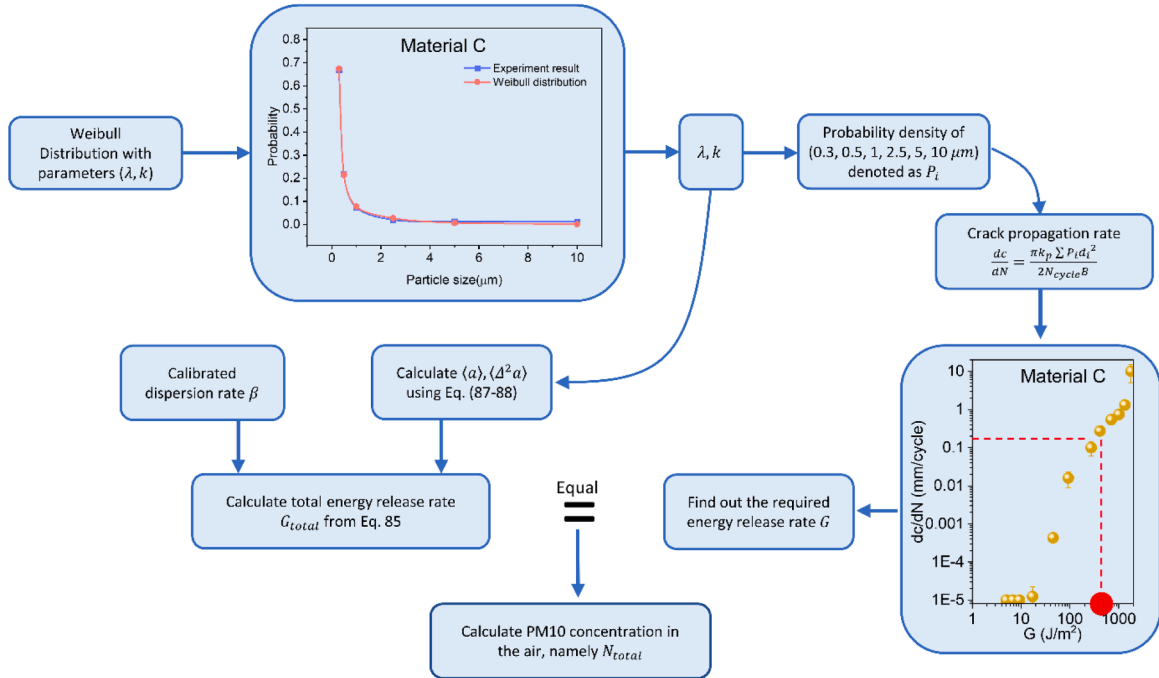 Weibull
Distribution with
parameters (λ, k)
Material C
Experiment result
Weibull distribution
Probability
0.8
0.7
0.6
0.5
0.4
0.3
0.2
0.1
0.0
0 2 4 6 8 10
Particle size(μm)
λ, k
Probability density of
(0.3, 0.5, 1, 2.5, 5, 10 μm)
denoted as Pᵢ
Crack propagation rate
dc/dN = πkₚ ∑ Pᵢdᵢ² / 2N_cycle B
Calibrated
dispersion rate β
Calculate ⟨a⟩, ⟨Δ²a⟩
using Eq. (87-88)
Calculate total energy release rate
G_total from Eq. 85
Equal
Find out the required
energy release rate G
Material C
dc/dN (mm/cycle)
10
1
0.1
0.01
0.001
1E-4
1E-5
1 10 100 1000
G (J/m²)
Calculate PM10 concentration in
the air, namely N_total